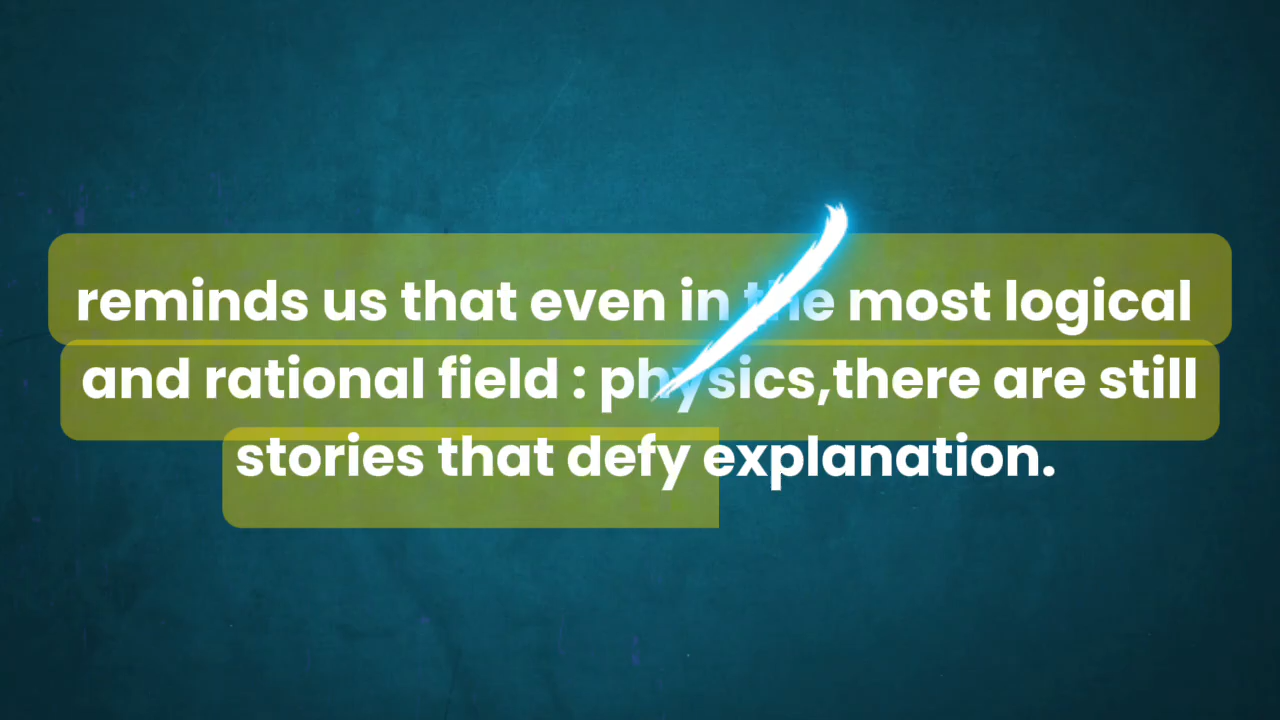 reminds us that even in the most logical
and rational field : physics,there are still
stories that defy explanation.